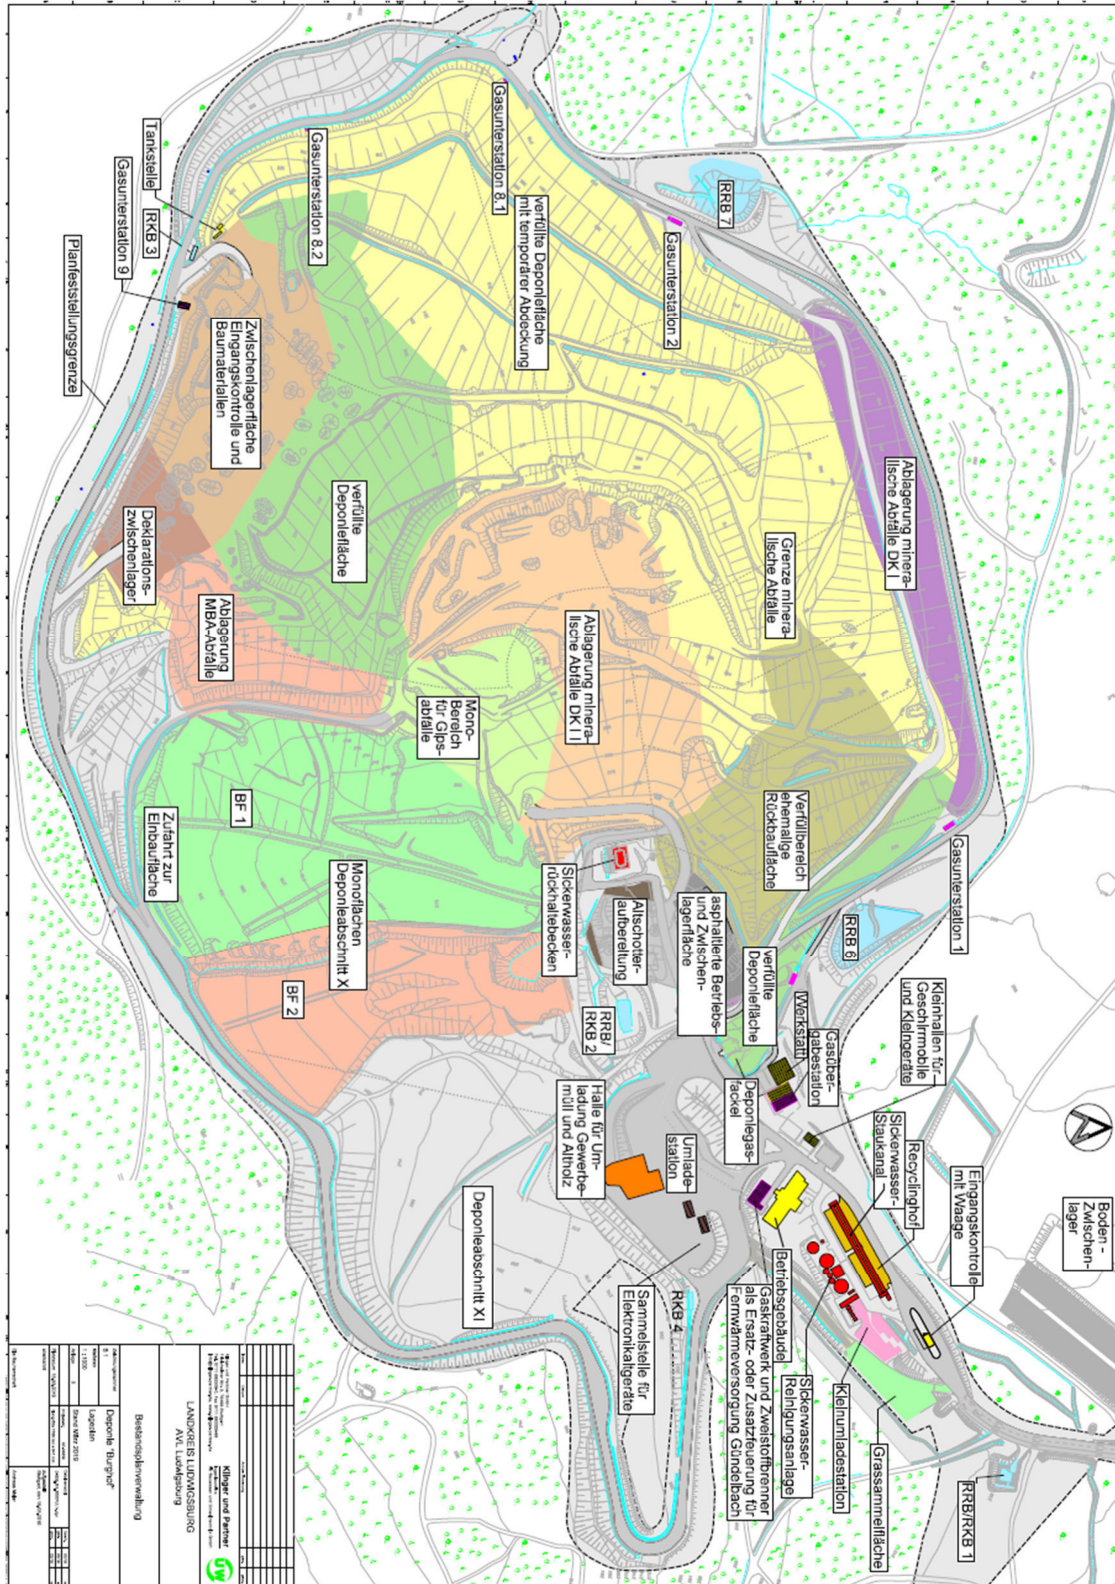 Boden -
Zwischen-
lager
Eingangskontrolle
mit Waage
Recyclinghof
Sickerwasser-
Staukanal
Kleinhallen für
Geschirrmobile
und Kleingeräte
Gasunterstation 1
RRB 6
Gasüber-
gabestation
Werkstatt
verfüllte
Deponiefläche
Deponiegas-
fackel
asphaltierte Betriebs-
und Zwischen-
lagerfläche
Verfüllbereich
ehemalige
Rückbaufläche
Ablagerung minera-
lische Abfälle DK I
Grenze minera-
lische Abfälle
RRB 7
Gasunterstation 2
verfüllte Deponiefläche
mit temporärer Abdeckung
Gasunterstation 8.1
Gasunterstation 8.2
Tankstelle
RKB 3
Gasunterstation 9
Planfeststellungsgrenze
Zwischenlagerfläche
Eingangskontrolle und
Baumaterialien
verfüllte
Deponiefläche
Deklarations-
zwischenlager
Ablagerung
MBA-Abfälle
Ablagerung minera-
lische Abfälle DK I I
Mono-
Bereich
für Gips-
abfälle
BF 1
Zufahrt zur
Einbaufläche
Monoflächen
Deponieabschnitt X
BF 2
Sickerwasser-
rückhaltebecken
Altschotter-
aufbereitung
RRB/
RKB 2
Halle für Um-
ladung Gewerbe-
müll und Altholz
Umlade-
station
Deponieabschnitt XI
Sammelstelle für
Elektronikaltgeräte
RKB 4
Betriebsgebäude
Gaskraftwerk und Zweistoffbrenner
als Ersatz- oder Zusatzfeuerung für
Fernwärmeversorgung Gündelbach
Sickerwasser-
Reinigungsanlage
Kleinumladestation
Grassammelfläche
RRB/RKB 1
Klinger und Partner
LANDKREIS LUDWIGSBURG
AVL Ludwigsburg
Bestandsplanverwaltung
Deponie "Burghof"
Lageplan
Stand März 2019